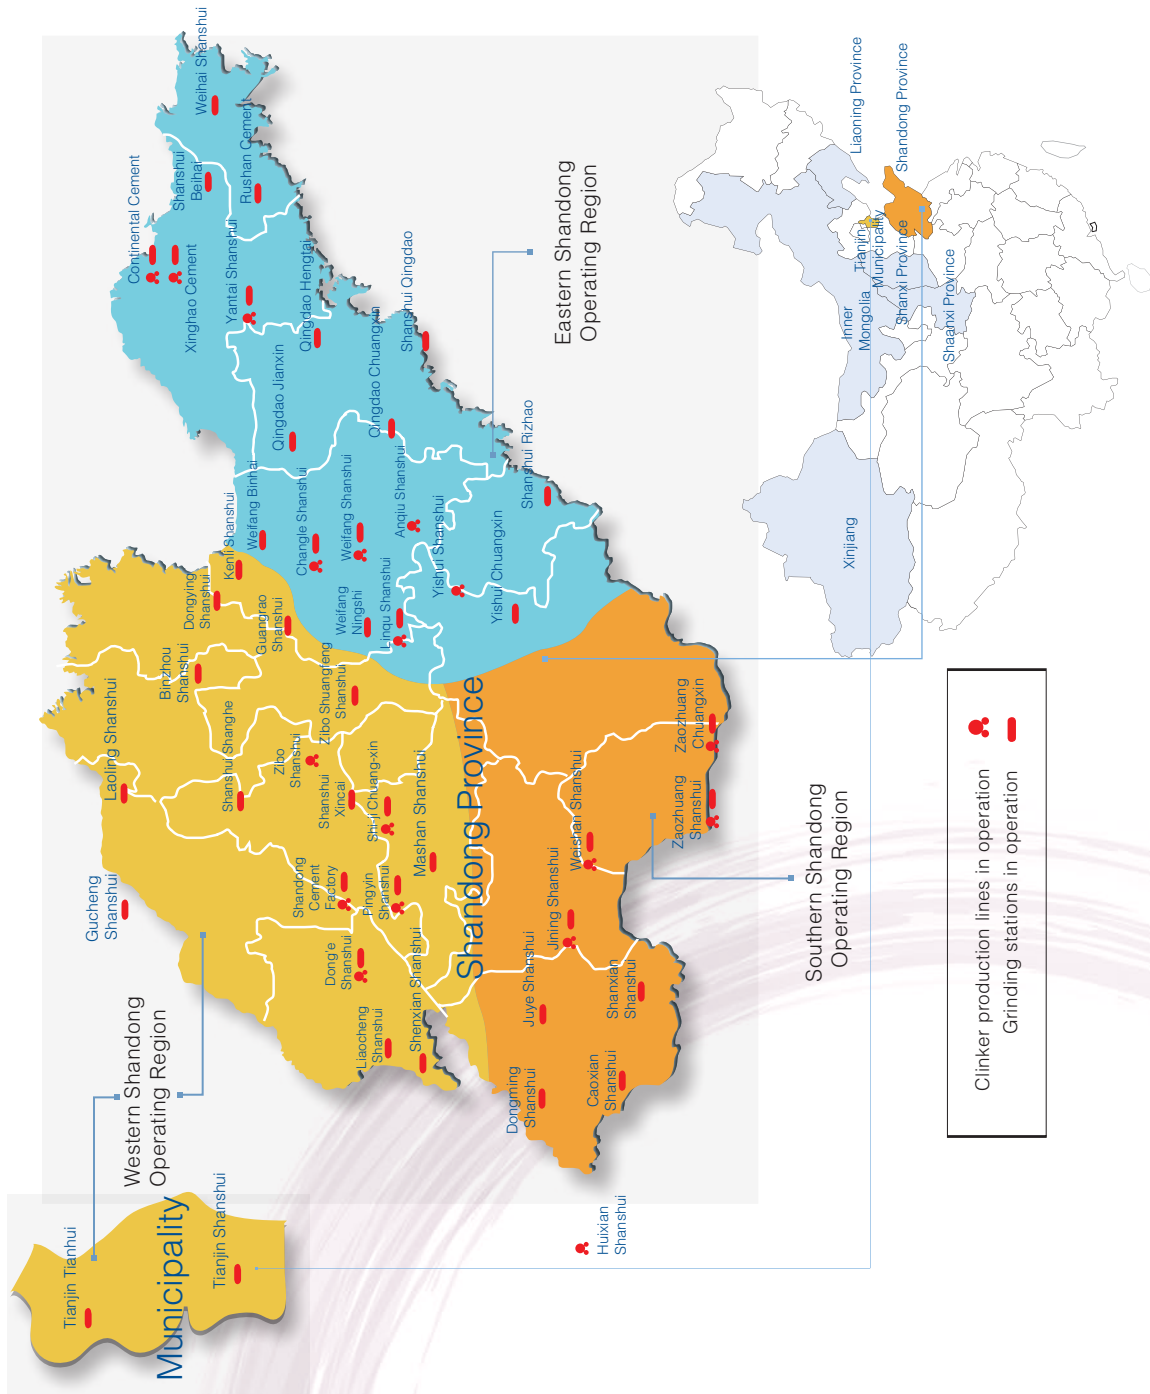 Tianjin Tianhui
Municipality
Tianjin Shanshui
Western Shandong
Operating Region
Gucheng
Shanshui
Laoling Shanshui
Binzhou
Shanshui
Dongying
Shanshui
Kenli Shanshui
Guangrao
Shanshui
Shanshui Shanghe
Zibo
Shanshui
Zibo Shuangfeng
Shanshui
Shanshui
Xincai
Shi-ji Chuang-xin
Mashan Shanshui
Shandong
Cement
Factory
Pingyin
Shanshui
Dong'e
Shanshui
Liaocheng
Shanshui
Shenxian Shanshui
Shandong Province
Continental Cement
Xinghao Cement
Shanshui
Beihai
Weihai Shanshui
Rushan Cement
Yantai Shanshui
Qingdao Hengtai
Qingdao Jianxin
Qingdao Chuangxin
Shanshui Qingdao
Weifang Binhai
Changle Shanshui
Weifang Shanshui
Anqiu Shanshui
Weifang
Ningshi
Linqu Shanshui
Yishui Shanshui
Yishui Chuangxin
Shanshui Rizhao
Eastern Shandong
Operating Region
Dongming
Shanshui
Juye Shanshui
Jining Shanshui
Weishan Shanshui
Caoxian
Shanshui
Shanxian
Shanshui
Zaozhuang
Shanshui
Zaozhuang
Chuangxin
Huixian
Shanshui
Southern Shandong
Operating Region
Xinjiang
Inner
Mongolia
Tianjin
Municipality
Liaoning Province
Shandong Province
Shanxi Province
Shaanxi Province
Clinker production lines in operation
Grinding stations in operation